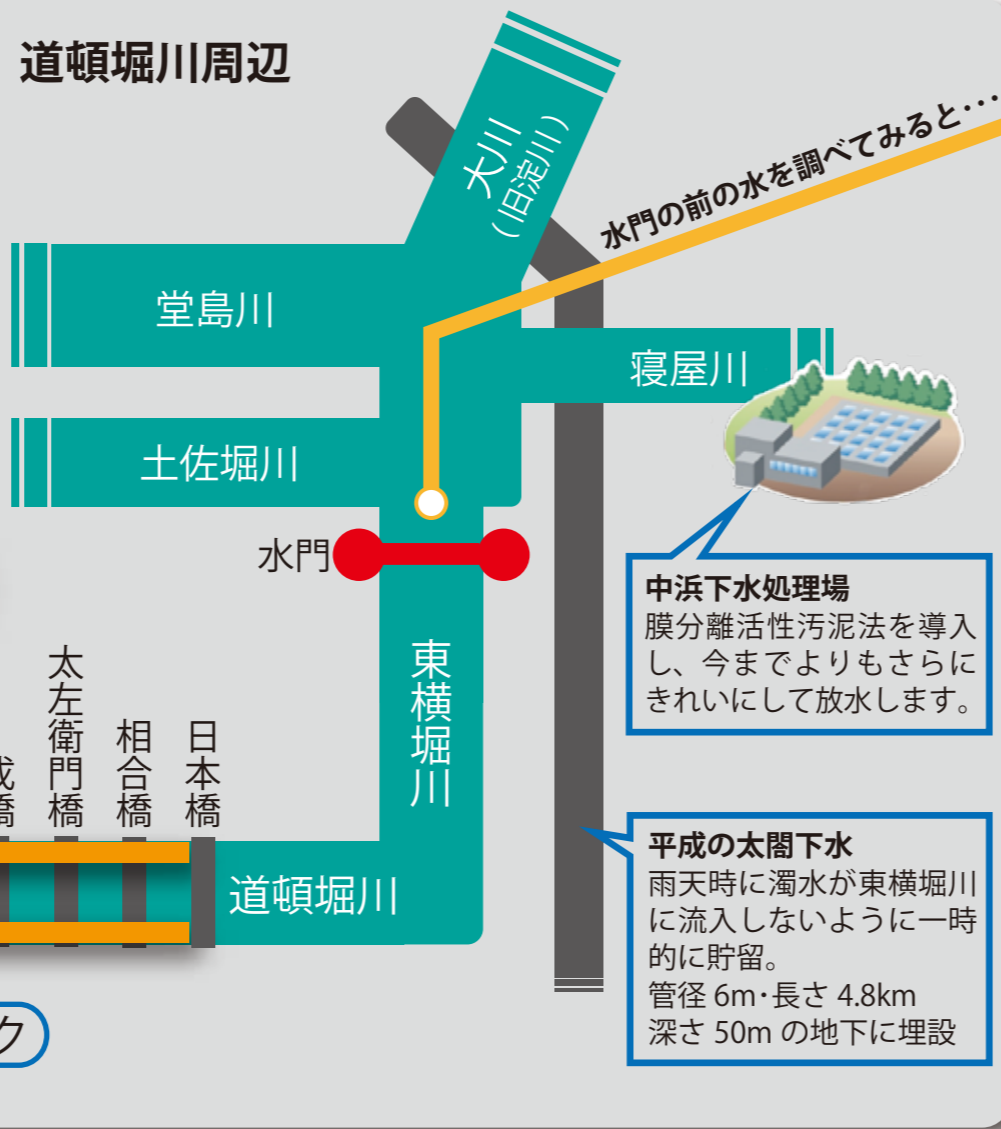 道頓堀川周辺
大川
(旧淀川)
水門の前の水を調べてみると・・・
堂島川
寝屋川
土佐堀川
水門
東横堀川
中浜下水処理場
膜分離活性汚泥法を導入
し、今までよりもさらに
きれいにして放水します。
太左衛門橋
相合橋
日本橋
道頓堀川
平成の太閤下水
雨天時に濁水が東横堀川
に流入しないように一時
的に貯留。
管径 6m・長さ 4.8km
深さ 50m の地下に埋設
ク